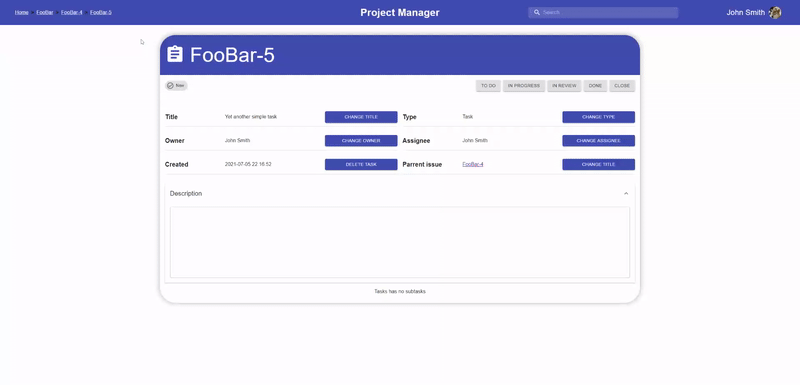 Home > FooBar > FooBar-4 > FooBar-5
Project Manager
Search
John Smith
FooBar-5
New
TO DO
IN PROGRESS
IN REVIEW
DONE
CLOSE
Title
Yet another simple task
CHANGE TITLE
Type
Task
CHANGE TYPE
Owner
John Smith
CHANGE OWNER
Assignee
John Smith
CHANGE ASSIGNEE
Created
2021-07-05 22:16:52
DELETE TASK
Parrent issue
FooBar-4
CHANGE TITLE
Description
Tasks has no subtasks